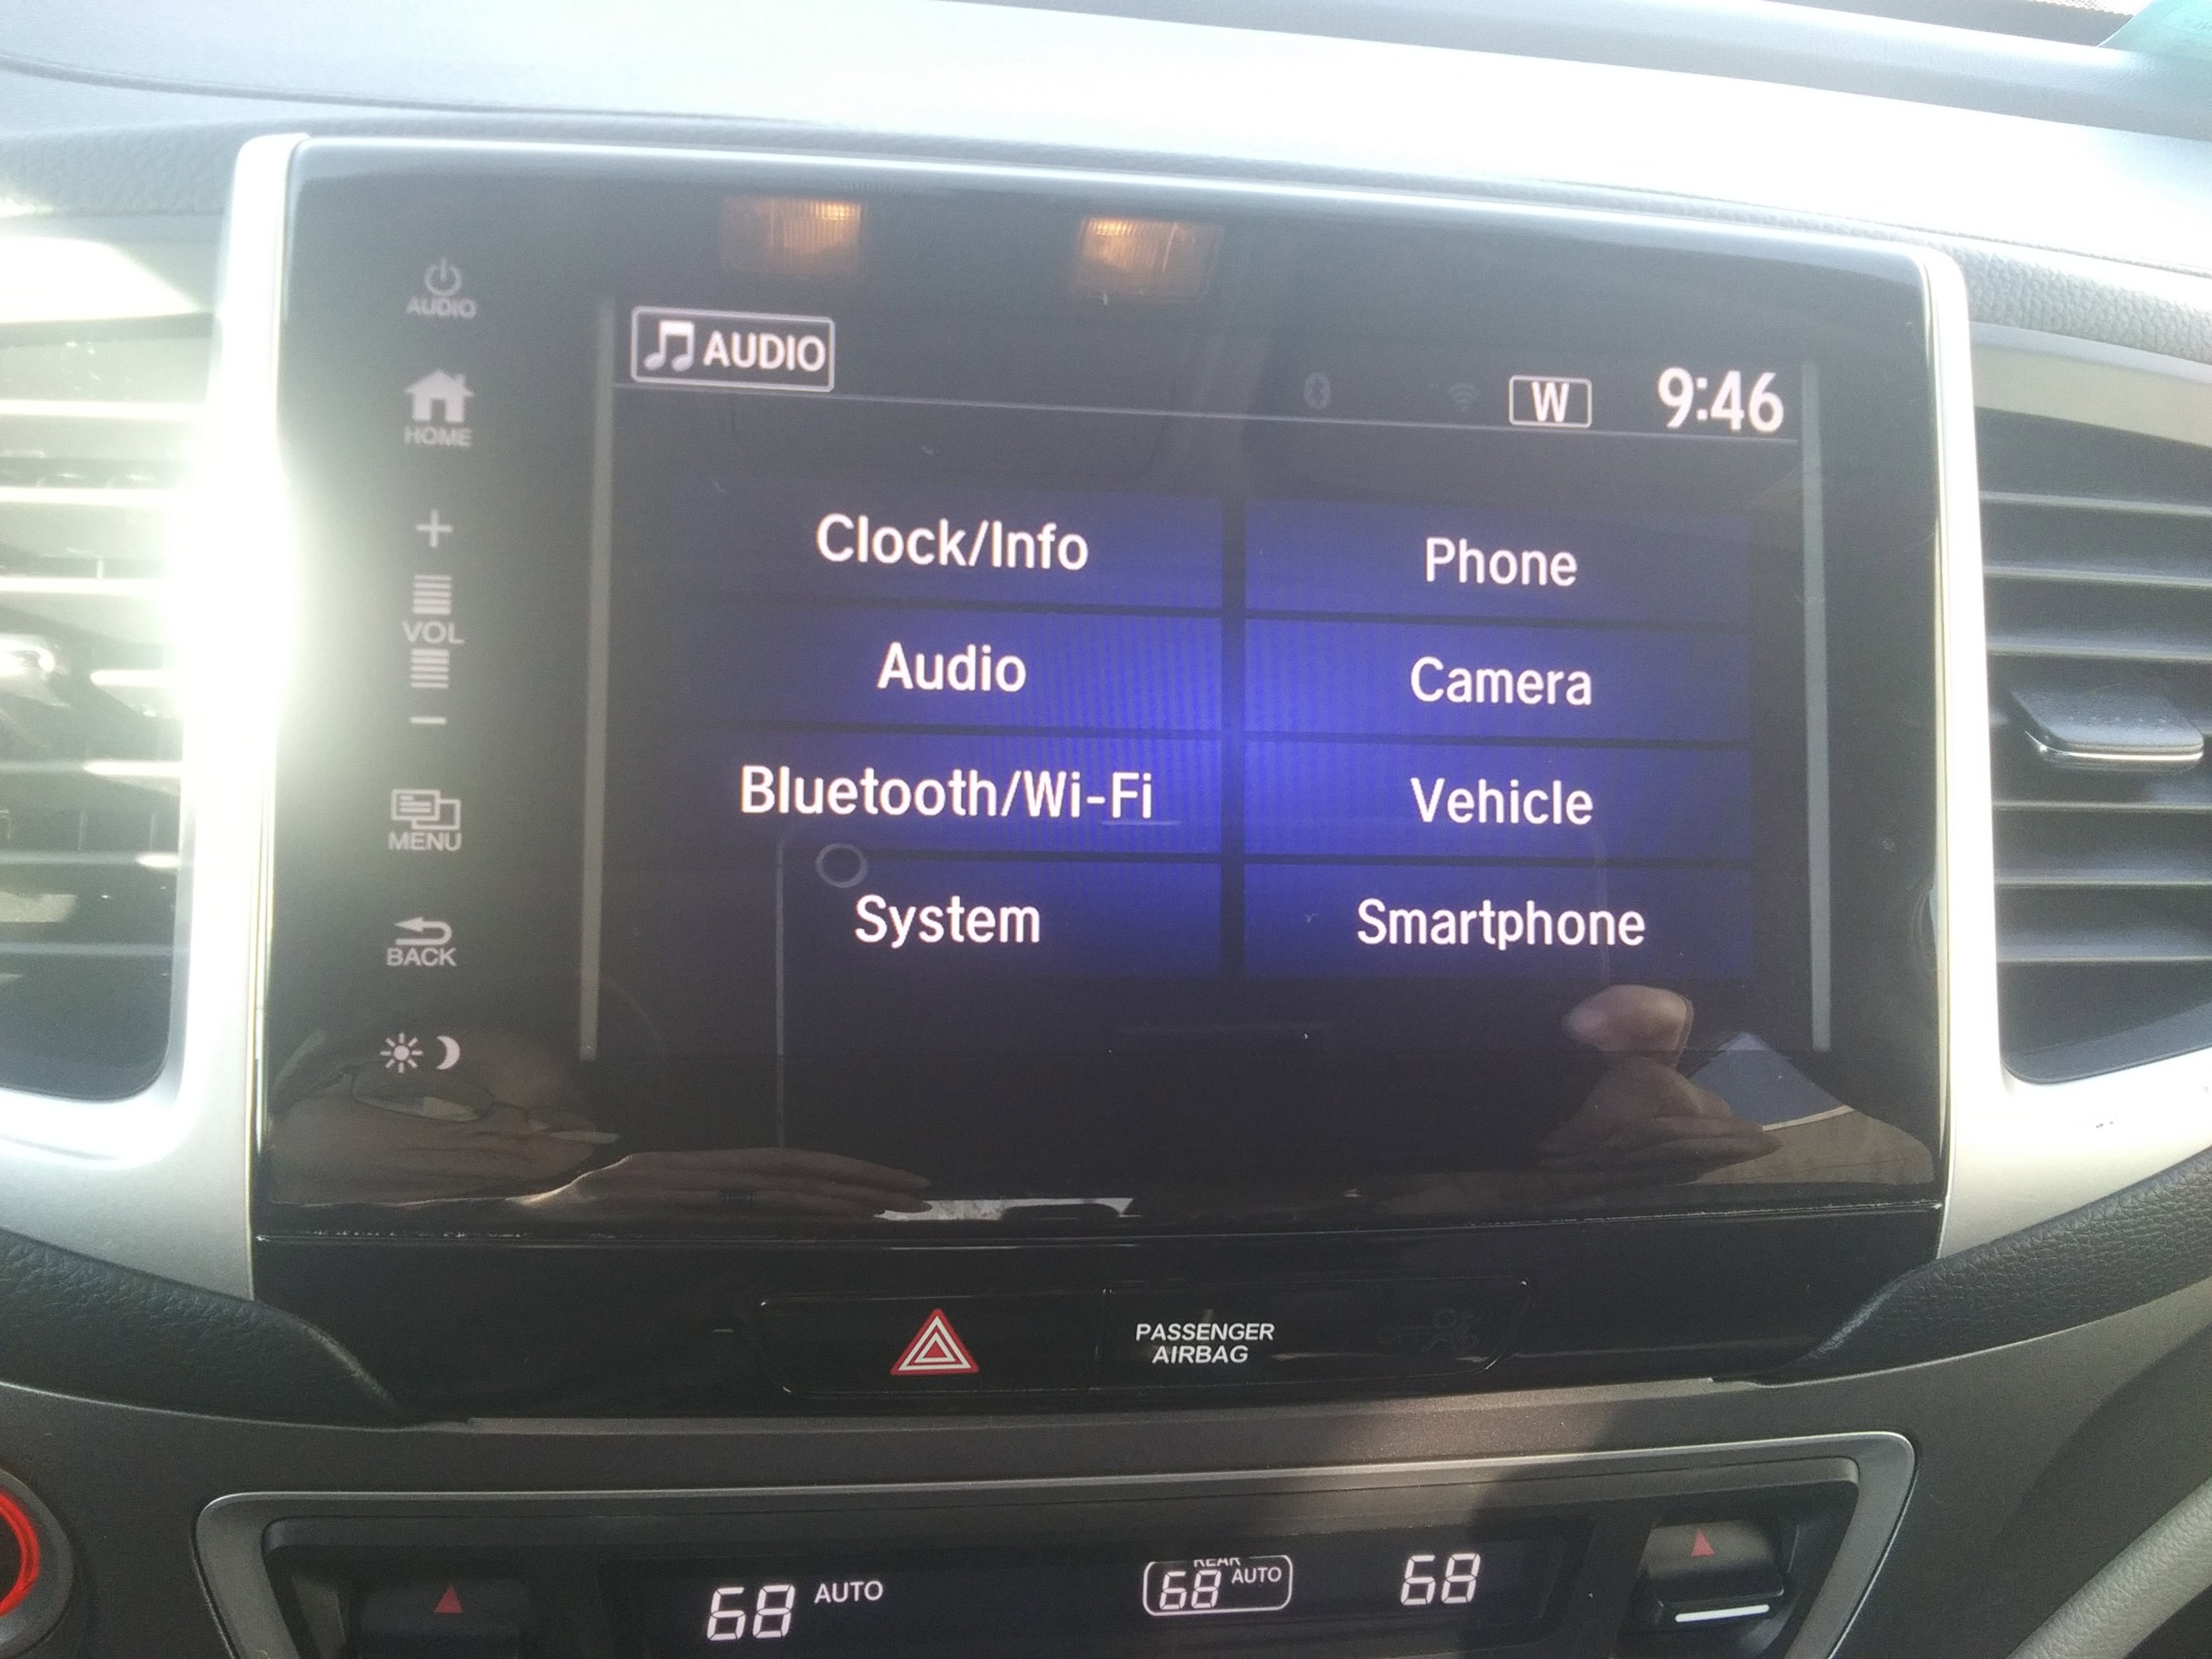 AUDIO
AUDIO
W
9:46
HOME
+
VOL
−
MENU
BACK
Clock/Info
Phone
Audio
Camera
Bluetooth/Wi-Fi
Vehicle
System
Smartphone
PASSENGER
AIRBAG
68 AUTO
REAR
68 AUTO
68